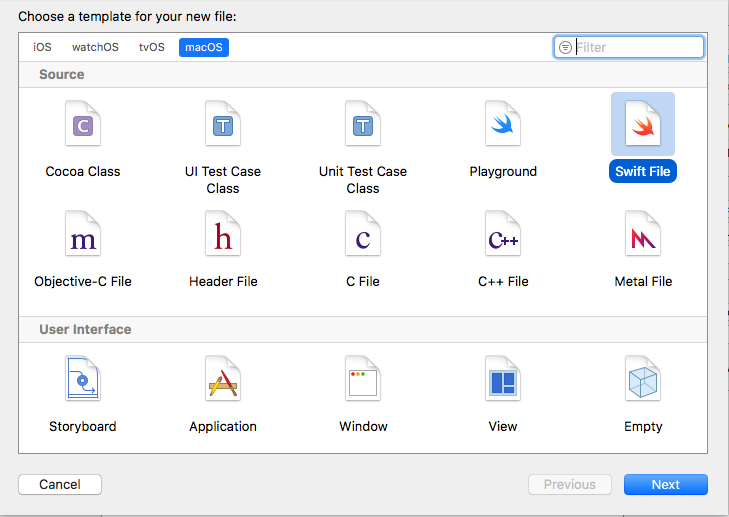 Choose a template for your new file:
iOS watchOS tvOS macOS Filter
Source
C T T
Cocoa Class UI Test Case Class Unit Test Case Class Playground Swift File
m h c C++
Objective-C File Header File C File C++ File Metal File
User Interface
Storyboard Application Window View Empty
Cancel Previous Next